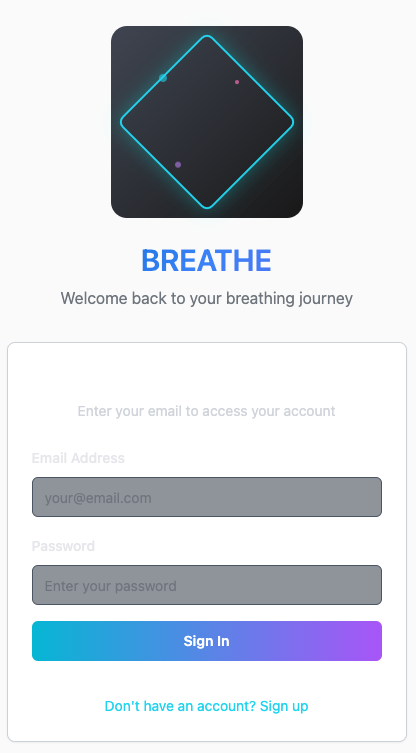 BREATHE
Welcome back to your breathing journey
Enter your email to access your account
Email Address
your@email.com
Password
Enter your password
Sign In
Don't have an account? Sign up